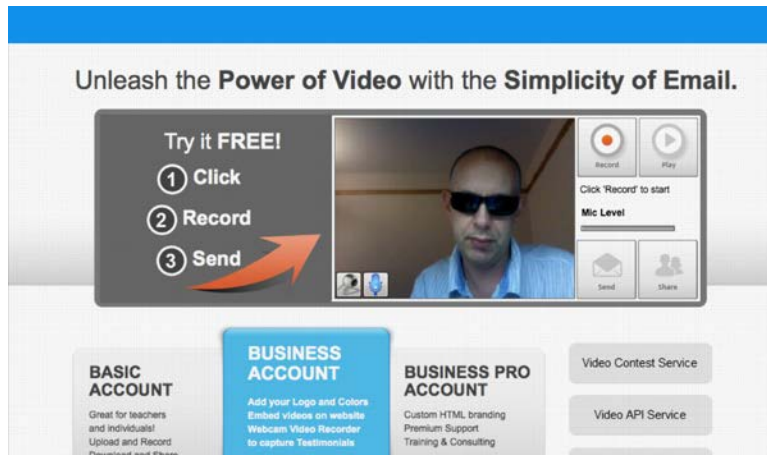 Unleash the Power of Video with the Simplicity of Email.
Try it FREE!
1 Click
2 Record
3 Send
Record
Play
Click 'Record' to start
Mic Level
Send
Share
BASIC
ACCOUNT
Great for teachers
and individuals!
Upload and Record
Download and Share
BUSINESS
ACCOUNT
Add your Logo and Colors
Embed videos on website
Webcam Video Recorder
to capture Testimonials
BUSINESS PRO
ACCOUNT
Custom HTML branding
Premium Support
Training & Consulting
Video Contest Service
Video API Service